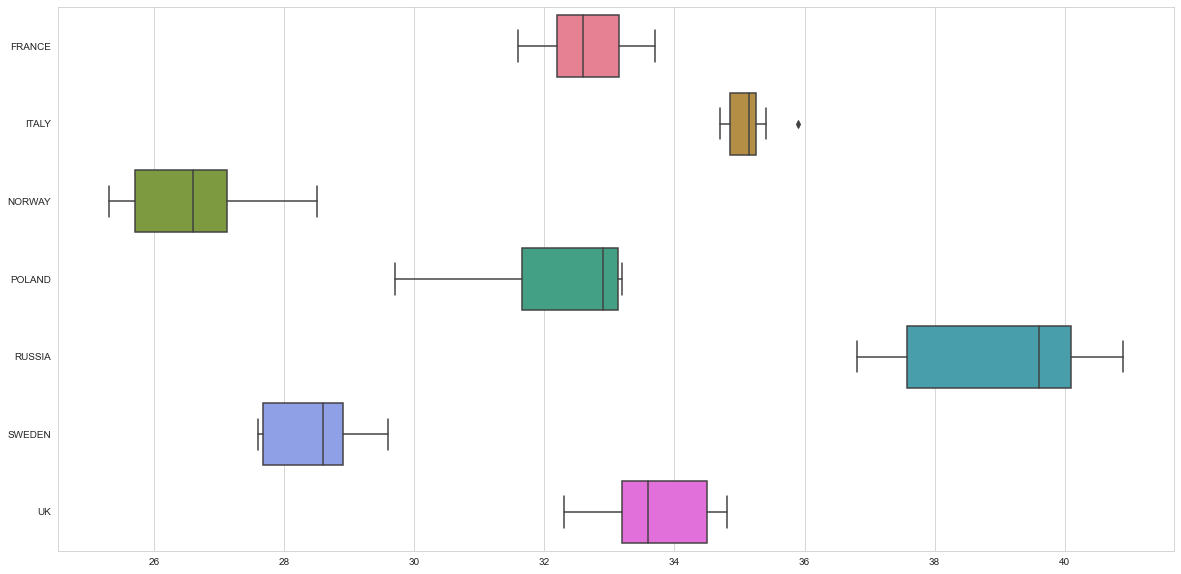 FRANCE
ITALY
NORWAY
POLAND
RUSSIA
SWEDEN
UK
26 28 30 32 34 36 38 40